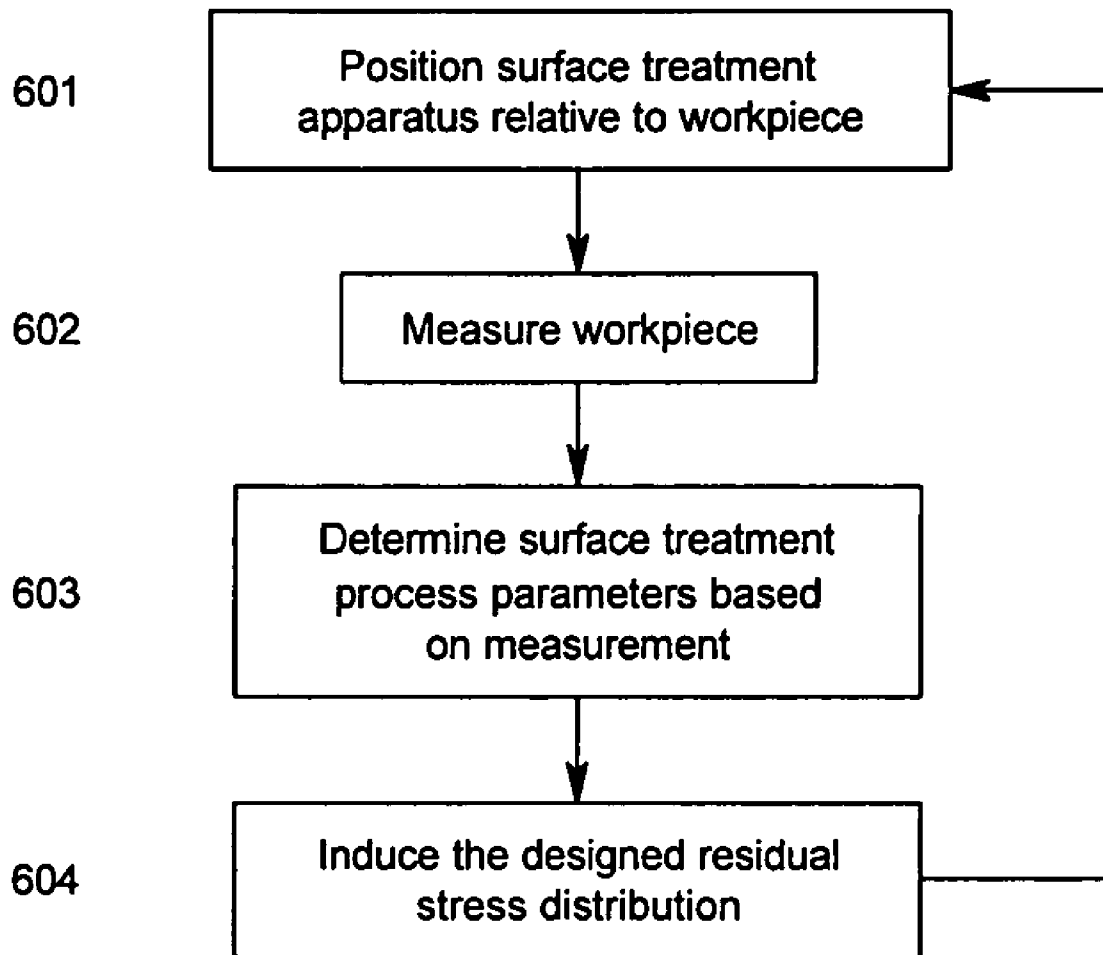 601
Position surface treatment
apparatus relative to workpiece
602
Measure workpiece
603
Determine surface treatment
process parameters based
on measurement
604
Induce the designed residual
stress distribution